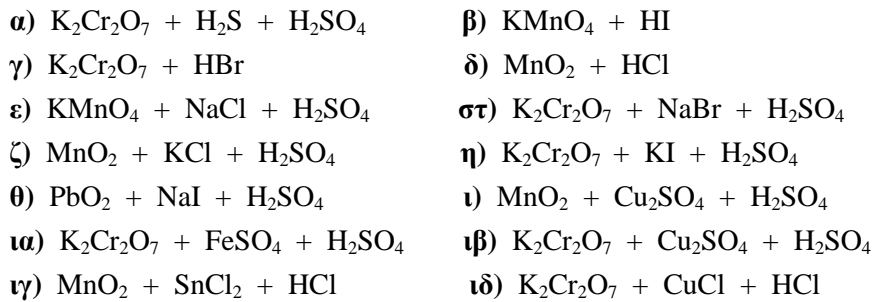 α) K₂Cr₂O₇ + H₂S + H₂SO₄ β) KMnO₄ + HI
γ) K₂Cr₂O₇ + HBr δ) MnO₂ + HCl
ε) KMnO₄ + NaCl + H₂SO₄ στ) K₂Cr₂O₇ + NaBr + H₂SO₄
ζ) MnO₂ + KCl + H₂SO₄ η) K₂Cr₂O₇ + KI + H₂SO₄
θ) PbO₂ + NaI + H₂SO₄ ι) MnO₂ + Cu₂SO₄ + H₂SO₄
ια) K₂Cr₂O₇ + FeSO₄ + H₂SO₄ ιβ) K₂Cr₂O₇ + Cu₂SO₄ + H₂SO₄
ιγ) MnO₂ + SnCl₂ + HCl ιδ) K₂Cr₂O₇ + CuCl + HCl